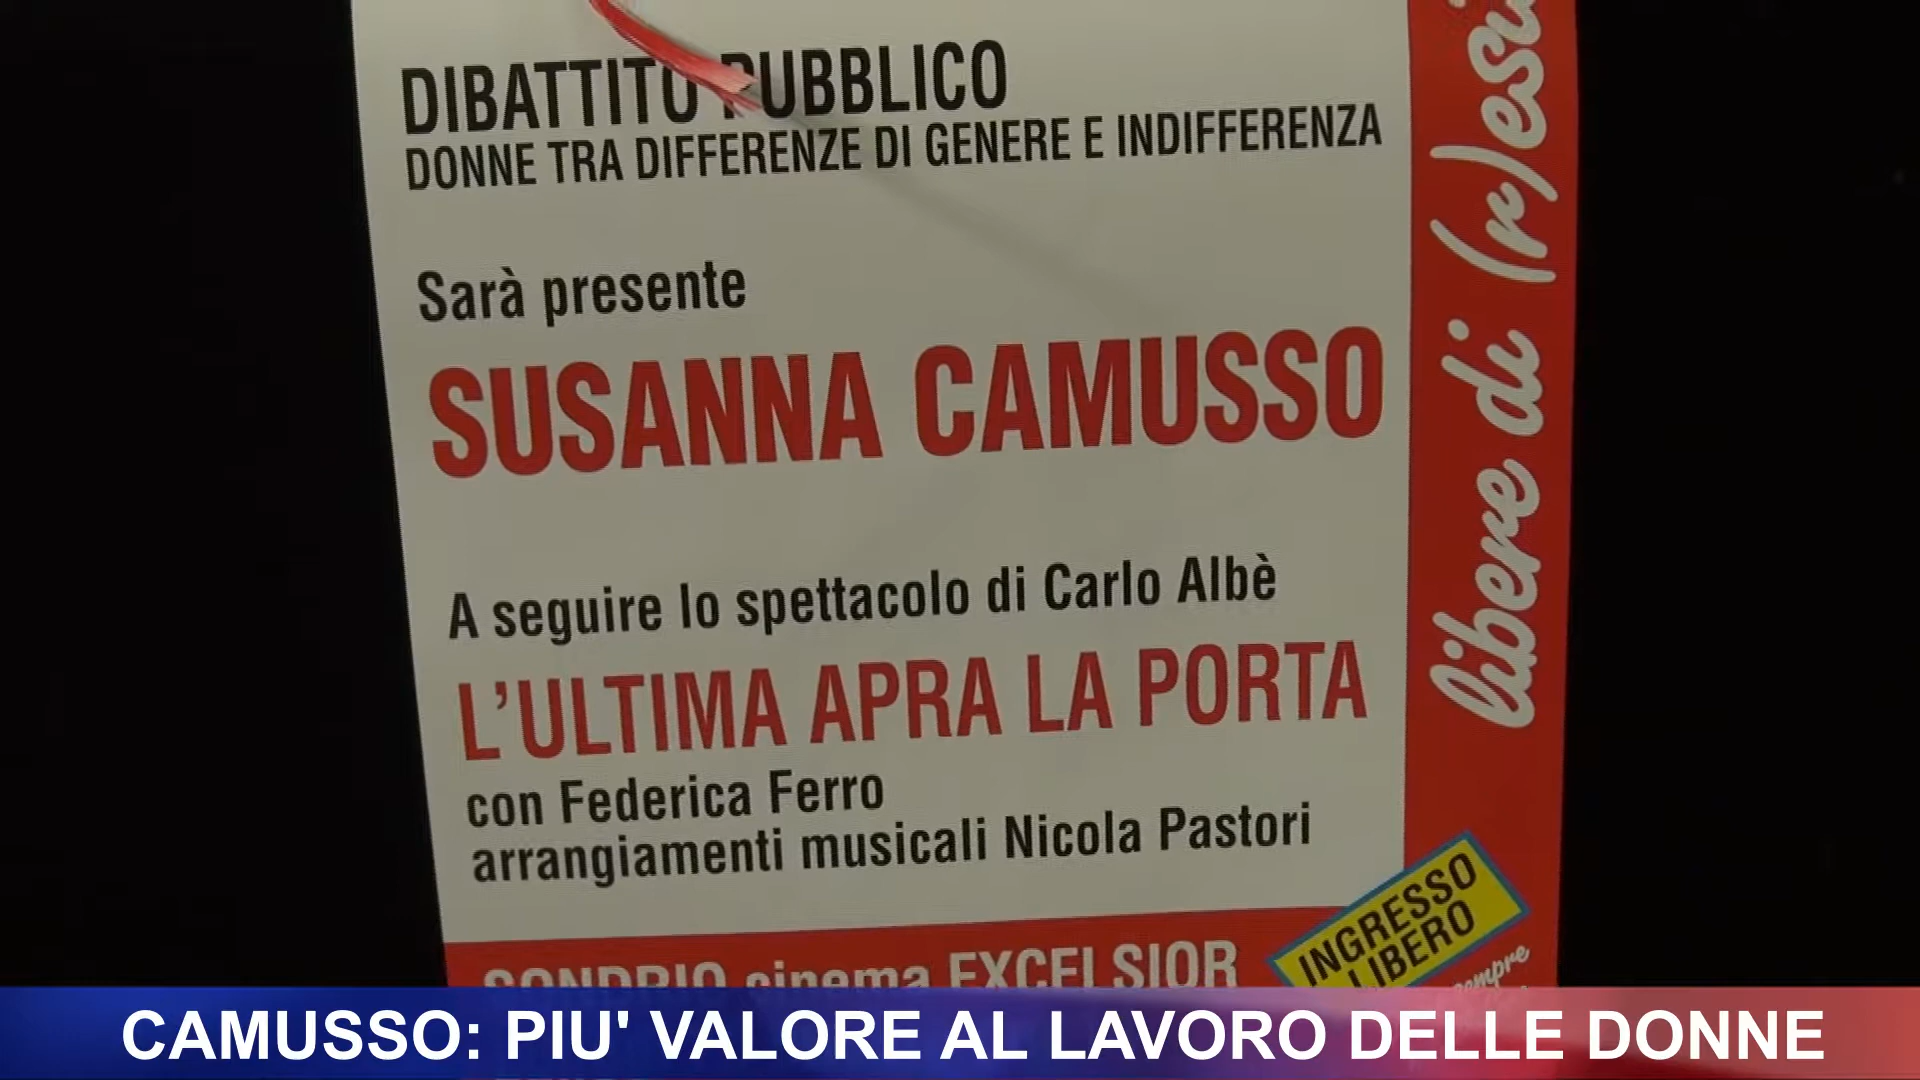 DIBATTITO PUBBLICO
DONNE TRA DIFFERENZE DI GENERE E INDIFFERENZA
Sarà presente
SUSANNA CAMUSSO
A seguire lo spettacolo di Carlo Albè
L'ULTIMA APRA LA PORTA
con Federica Ferro
arrangiamenti musicali Nicola Pastori
SONDRIO cinema EXCELSIOR
INGRESSO
LIBERO
libere di
CAMUSSO: PIU' VALORE AL LAVORO DELLE DONNE